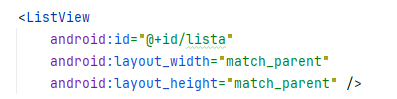 <ListView
android:id="@+id/lista"
android:layout_width="match_parent"
android:layout_height="match_parent" />